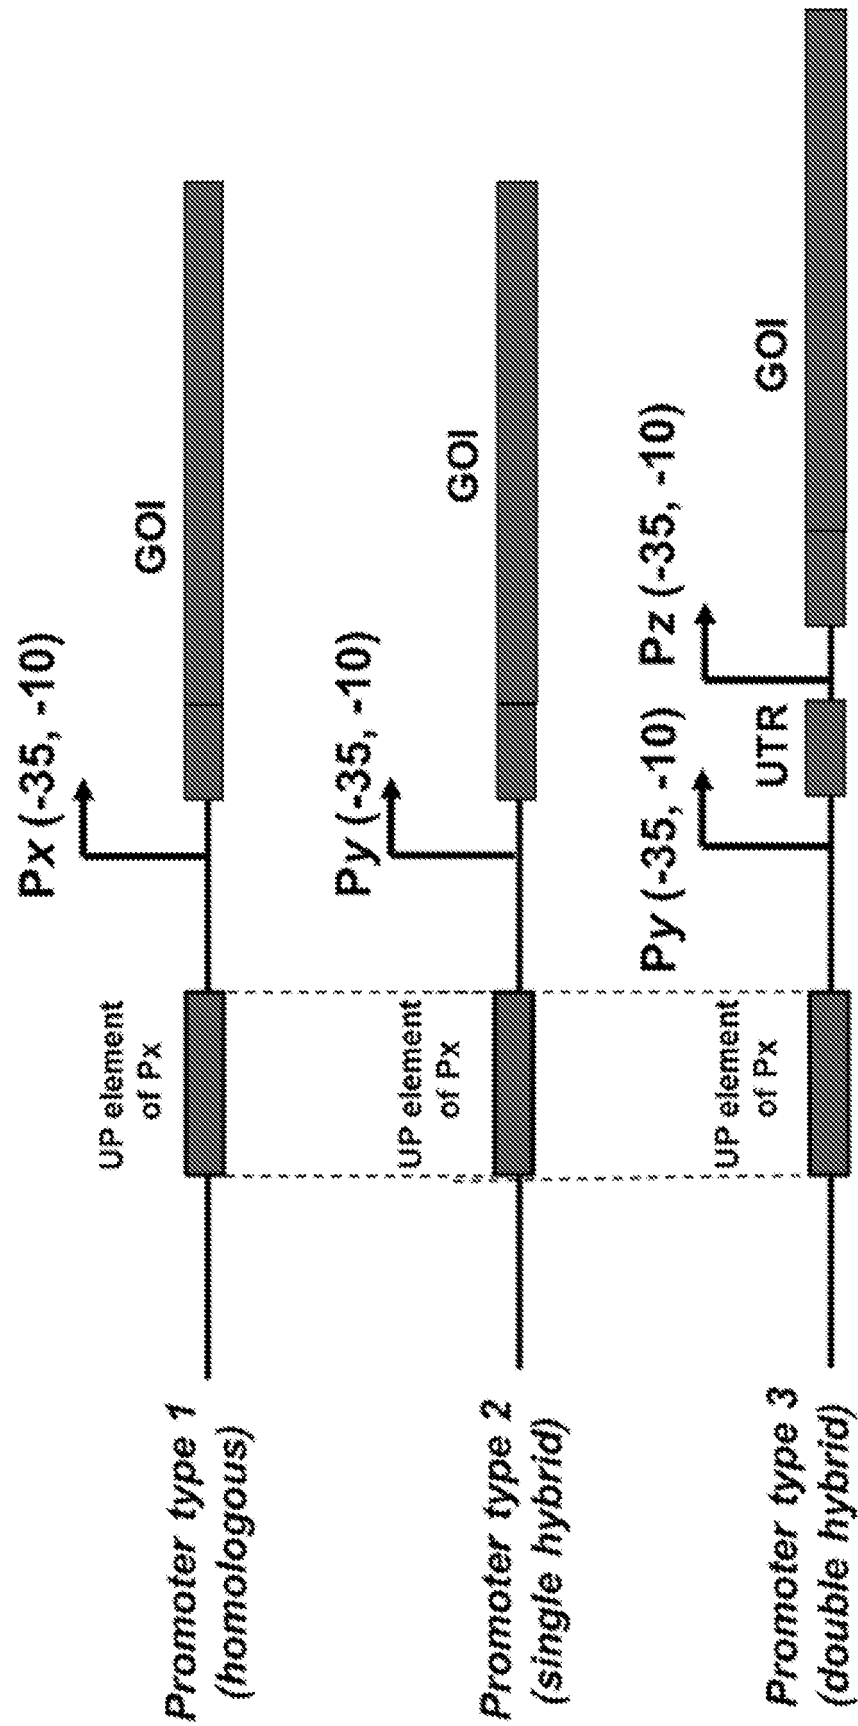 Px (-35, -10)
GOI
UP element
of Px
Promoter type 1
(homologous)
Py (-35, -10)
GOI
UP element
of Px
Promoter type 2
(single hybrid)
Py (-35, -10) Pz (-35, -10)
UTR
GOI
UP element
of Px
Promoter type 3
(double hybrid)